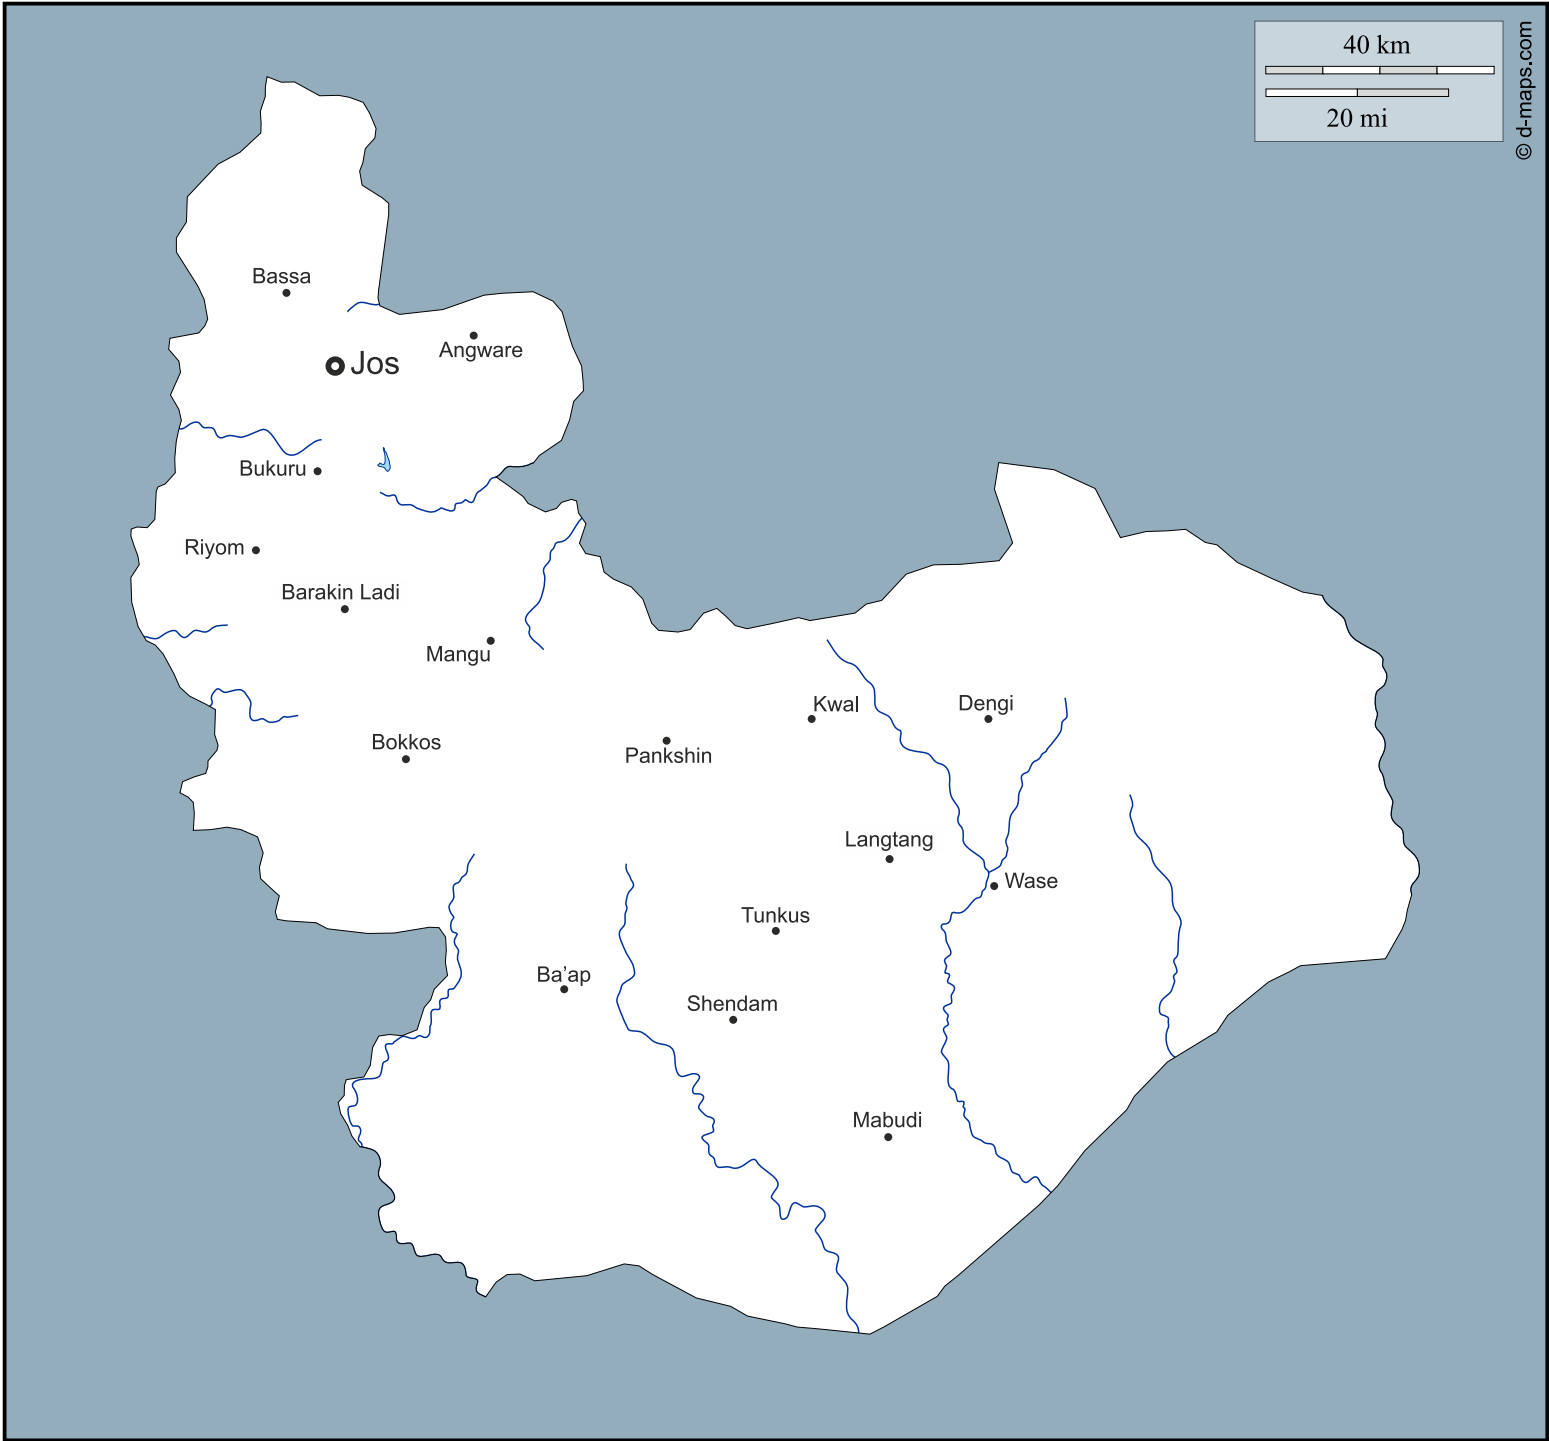 40 km
20 mi
© d-maps.com
Bassa
Angware
Jos
Bukuru
Riyom
Barakin Ladi
Mangu
Kwal
Dengi
Bokkos
Pankshin
Langtang
Wase
Tunkus
Ba’ap
Shendam
Mabudi